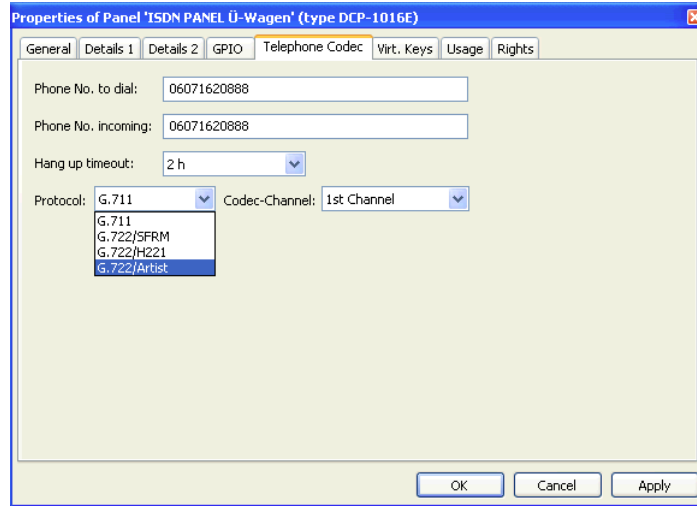 Properties of Panel 'ISDN PANEL Ü-Wagen' (type DCP-1016E)
General Details 1 Details 2 GPIO Telephone Codec Virt. Keys Usage Rights
Phone No. to dial: 06071620888
Phone No. incoming: 06071620888
Hang up timeout: 2 h
Protocol: G.711 Codec-Channel: 1st Channel
G.711
G.722/SFRM
G.722/H221
G.722/Artist
OK Cancel Apply